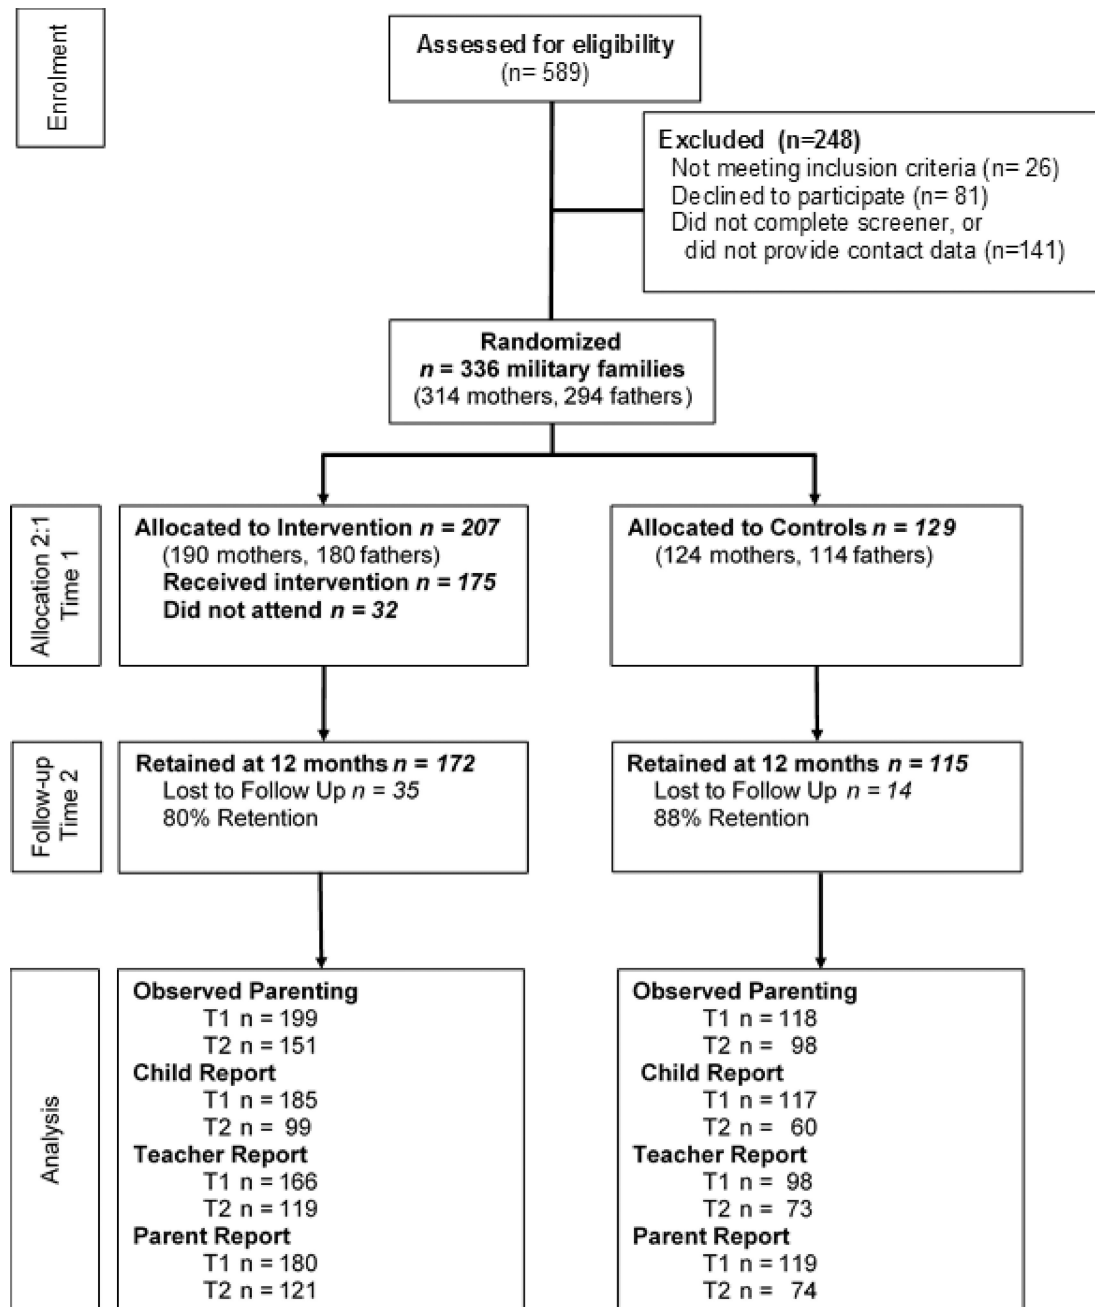 Enrolment
Assessed for eligibility
(n= 589)
Excluded (n=248)
Not meeting inclusion criteria (n= 26)
Declined to participate (n= 81)
Did not complete screener, or
did not provide contact data (n=141)
Randomized
n = 336 military families
(314 mothers, 294 fathers)
Allocation 2:1
Time 1
Allocated to Intervention n = 207
(190 mothers, 180 fathers)
Received intervention n = 175
Did not attend n = 32
Allocated to Controls n = 129
(124 mothers, 114 fathers)
Follow-up
Time 2
Retained at 12 months n = 172
Lost to Follow Up n = 35
80% Retention
Retained at 12 months n = 115
Lost to Follow Up n = 14
88% Retention
Analysis
Observed Parenting
T1 n = 199
T2 n = 151
Child Report
T1 n = 185
T2 n = 99
Teacher Report
T1 n = 166
T2 n = 119
Parent Report
T1 n = 180
T2 n = 121
Observed Parenting
T1 n = 118
T2 n = 98
Child Report
T1 n = 117
T2 n = 60
Teacher Report
T1 n = 98
T2 n = 73
Parent Report
T1 n = 119
T2 n = 74